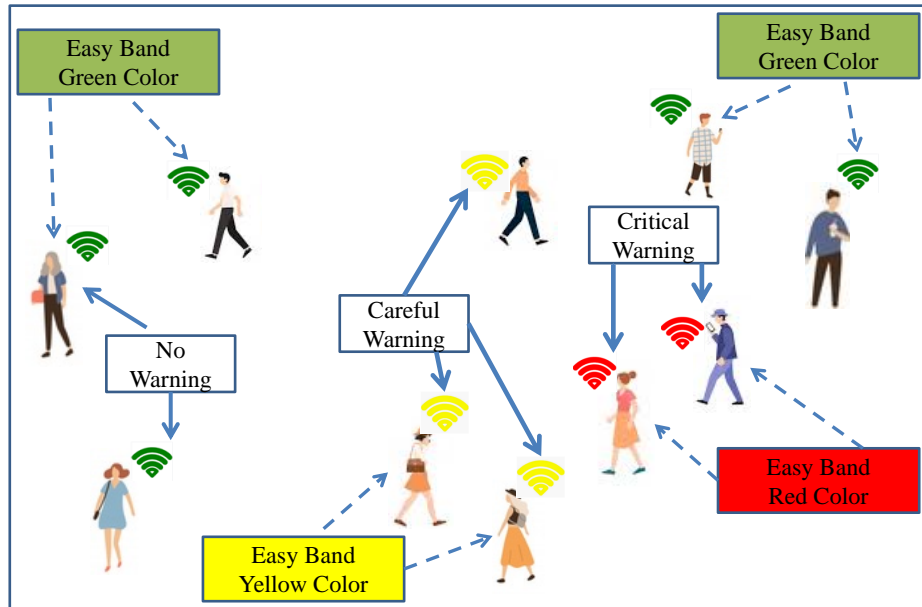 Easy Band
Green Color
Easy Band
Green Color
Critical
Warning
Careful
Warning
No
Warning
Easy Band
Red Color
Easy Band
Yellow Color